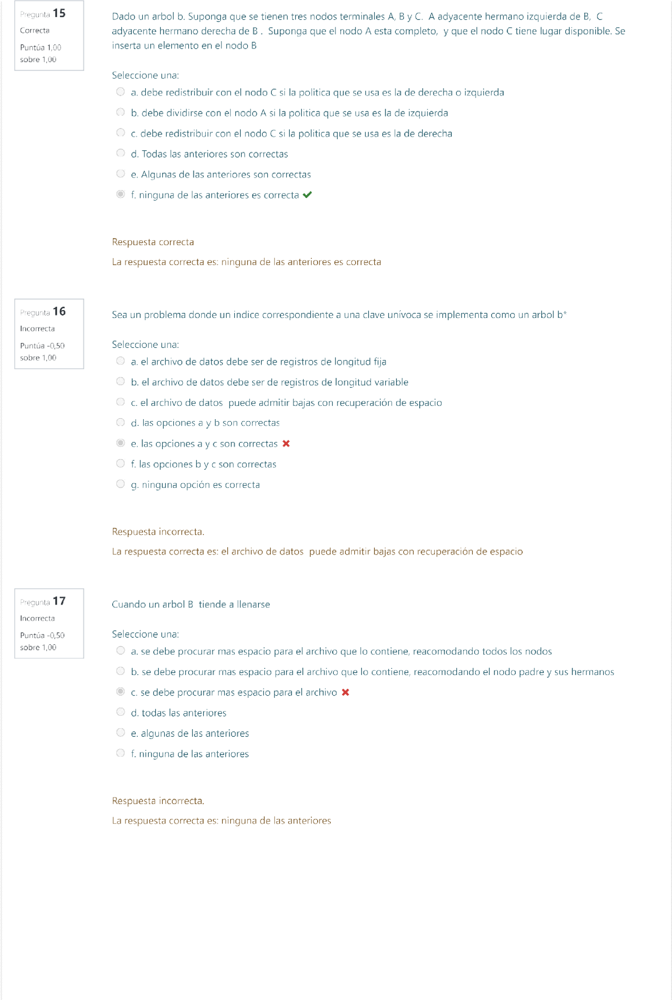 Pregunta 15
Correcta
Puntúa 1,00
sobre 1,00
Dado un arbol b. Suponga que se tienen tres nodos terminales A, B y C.  A adyacente hermano izquierda de B,  C
adyacente hermano derecha de B .  Suponga que el nodo A esta completo,  y que el nodo C tiene lugar disponible. Se
inserta un elemento en el nodo B
Seleccione una:
a. debe redistribuir con el nodo C si la politica que se usa es la de derecha o izquierda
b. debe dividirse con el nodo A si la politica que se usa es la de izquierda
c. debe redistribuir con el nodo C si la politica que se usa es la de derecha
d. Todas las anteriores son correctas
e. Algunas de las anteriores son correctas
f. ninguna de las anteriores es correcta
Respuesta correcta
La respuesta correcta es: ninguna de las anteriores es correcta
Pregunta 16
Incorrecta
Puntúa -0,50
sobre 1,00
Sea un problema donde un indice correspondiente a una clave unívoca se implementa como un arbol b*
Seleccione una:
a. el archivo de datos debe ser de registros de longitud fija
b. el archivo de datos debe ser de registros de longitud variable
c. el archivo de datos  puede admitir bajas con recuperación de espacio
d. las opciones a y b son correctas
e. las opciones a y c son correctas
f. las opciones b y c son correctas
g. ninguna opción es correcta
Respuesta incorrecta.
La respuesta correcta es: el archivo de datos  puede admitir bajas con recuperación de espacio
Pregunta 17
Incorrecta
Puntúa -0,50
sobre 1,00
Cuando un arbol B  tiende a llenarse
Seleccione una:
a. se debe procurar mas espacio para el archivo que lo contiene, reacomodando todos los nodos
b. se debe procurar mas espacio para el archivo que lo contiene, reacomodando el nodo padre y sus hermanos
c. se debe procurar mas espacio para el archivo
d. todas las anteriores
e. algunas de las anteriores
f. ninguna de las anteriores
Respuesta incorrecta.
La respuesta correcta es: ninguna de las anteriores